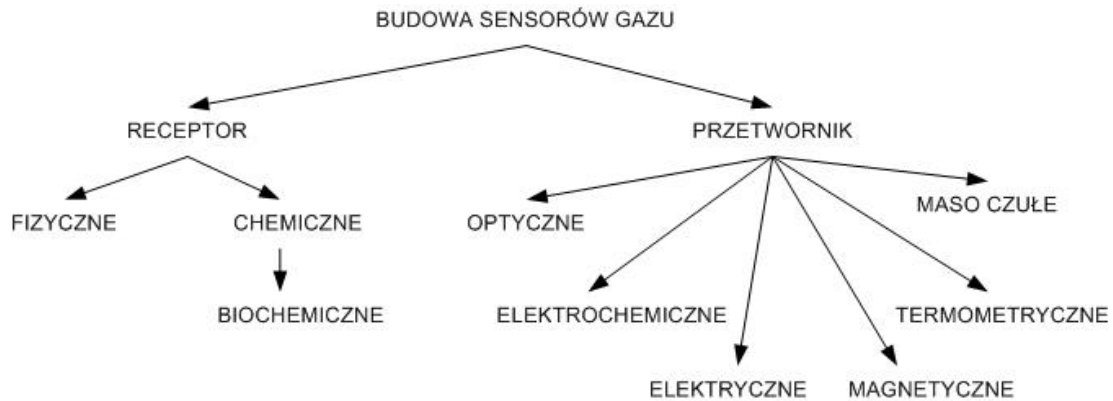 BUDOWA SENSORÓW GAZU
RECEPTOR
PRZETWORNIK
FIZYCZNE
CHEMICZNE
OPTYCZNE
MASO CZUŁE
BIOCHEMICZNE
ELEKTROCHEMICZNE
TERMOMETRYCZNE
ELEKTRYCZNE
MAGNETYCZNE